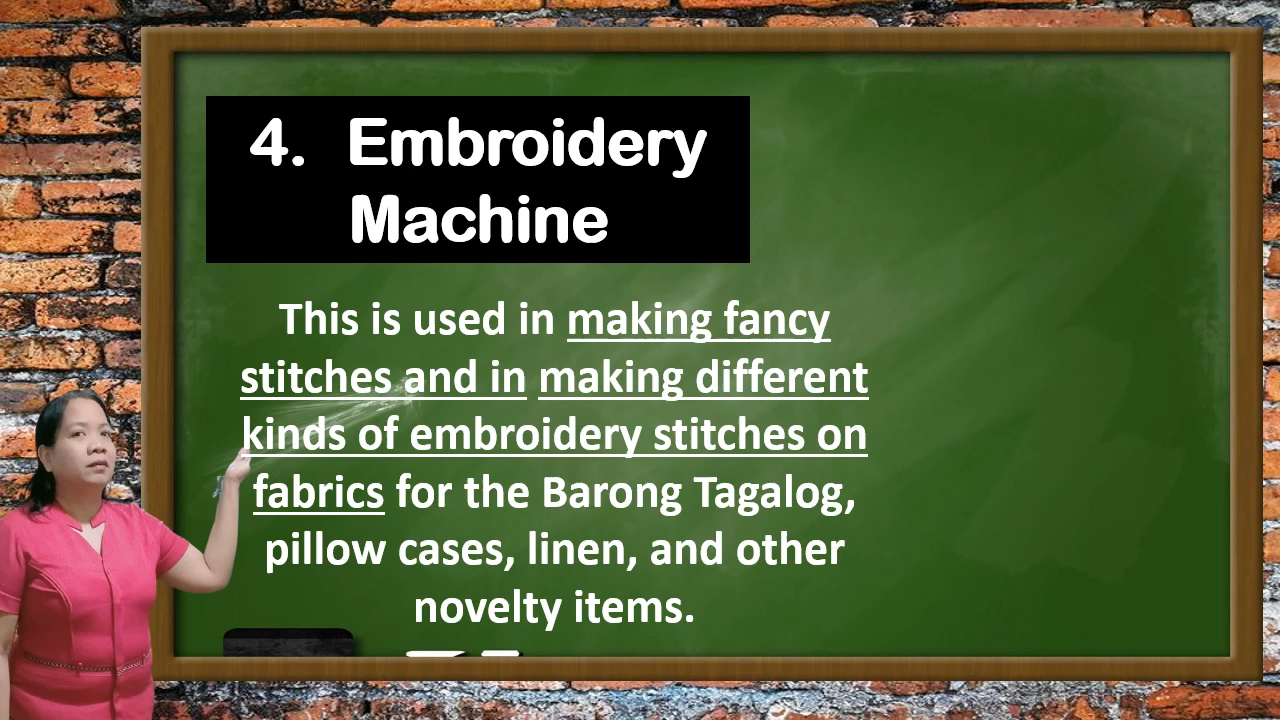 4. Embroidery
Machine
This is used in making fancy
stitches and in making different
kinds of embroidery stitches on
fabrics for the Barong Tagalog,
pillow cases, linen, and other
novelty items.